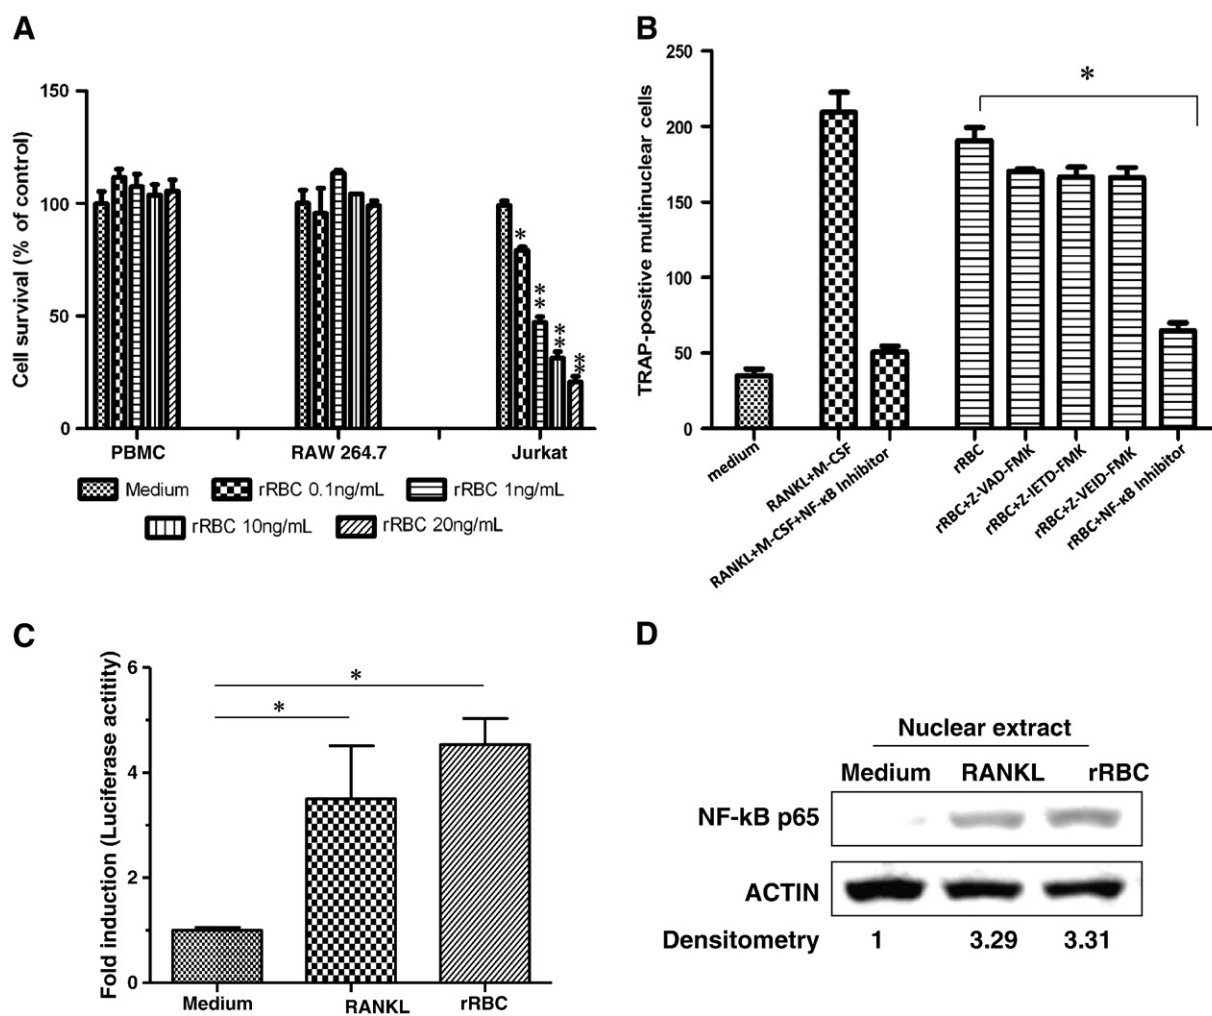 A
Cell survival (% of control)
150
100
50
0
*
**
**
**
PBMC
RAW 264.7
Jurkat
Medium
rRBC 0.1ng/mL
rRBC 1ng/mL
rRBC 10ng/mL
rRBC 20ng/mL
B
TRAP-positive multinuclear cells
250
200
150
100
50
0
*
medium
RANKL+M-CSF
RANKL+M-CSF+NF-κB Inhibitor
rRBC
rRBC+Z-VAD-FMK
rRBC+Z-IETD-FMK
rRBC+Z-VEID-FMK
rRBC+NF-κB Inhibitor
C
Fold induction (Luciferase actitity)
6
4
2
0
*
*
Medium
RANKL
rRBC
D
Nuclear extract
Medium RANKL rRBC
NF-kB p65
ACTIN
Densitometry 1 3.29 3.31